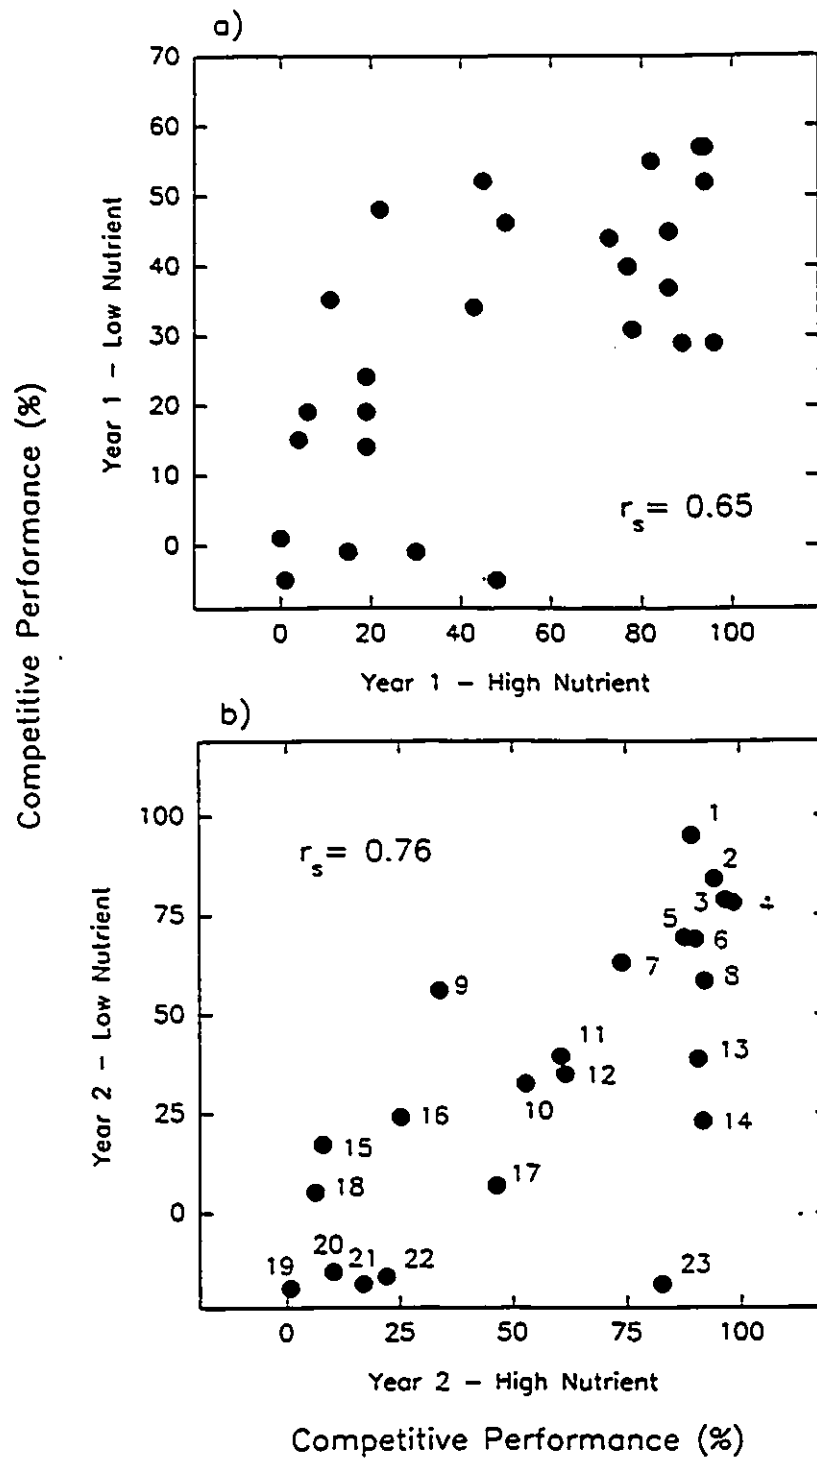 a)
70
60
50
40
30
20
10
0
Year 1 – Low Nutrient
r_s = 0.65
0 20 40 60 80 100
Year 1 – High Nutrient
Competitive Performance (%)
b)
100
75
50
25
0
Year 2 – Low Nutrient
r_s = 0.76
1
2
3 4
5 6
7 8
9
11
13
12
10
16 14
15
17
18
20
19 21 22 23
0 25 50 75 100
Year 2 – High Nutrient
Competitive Performance (%)